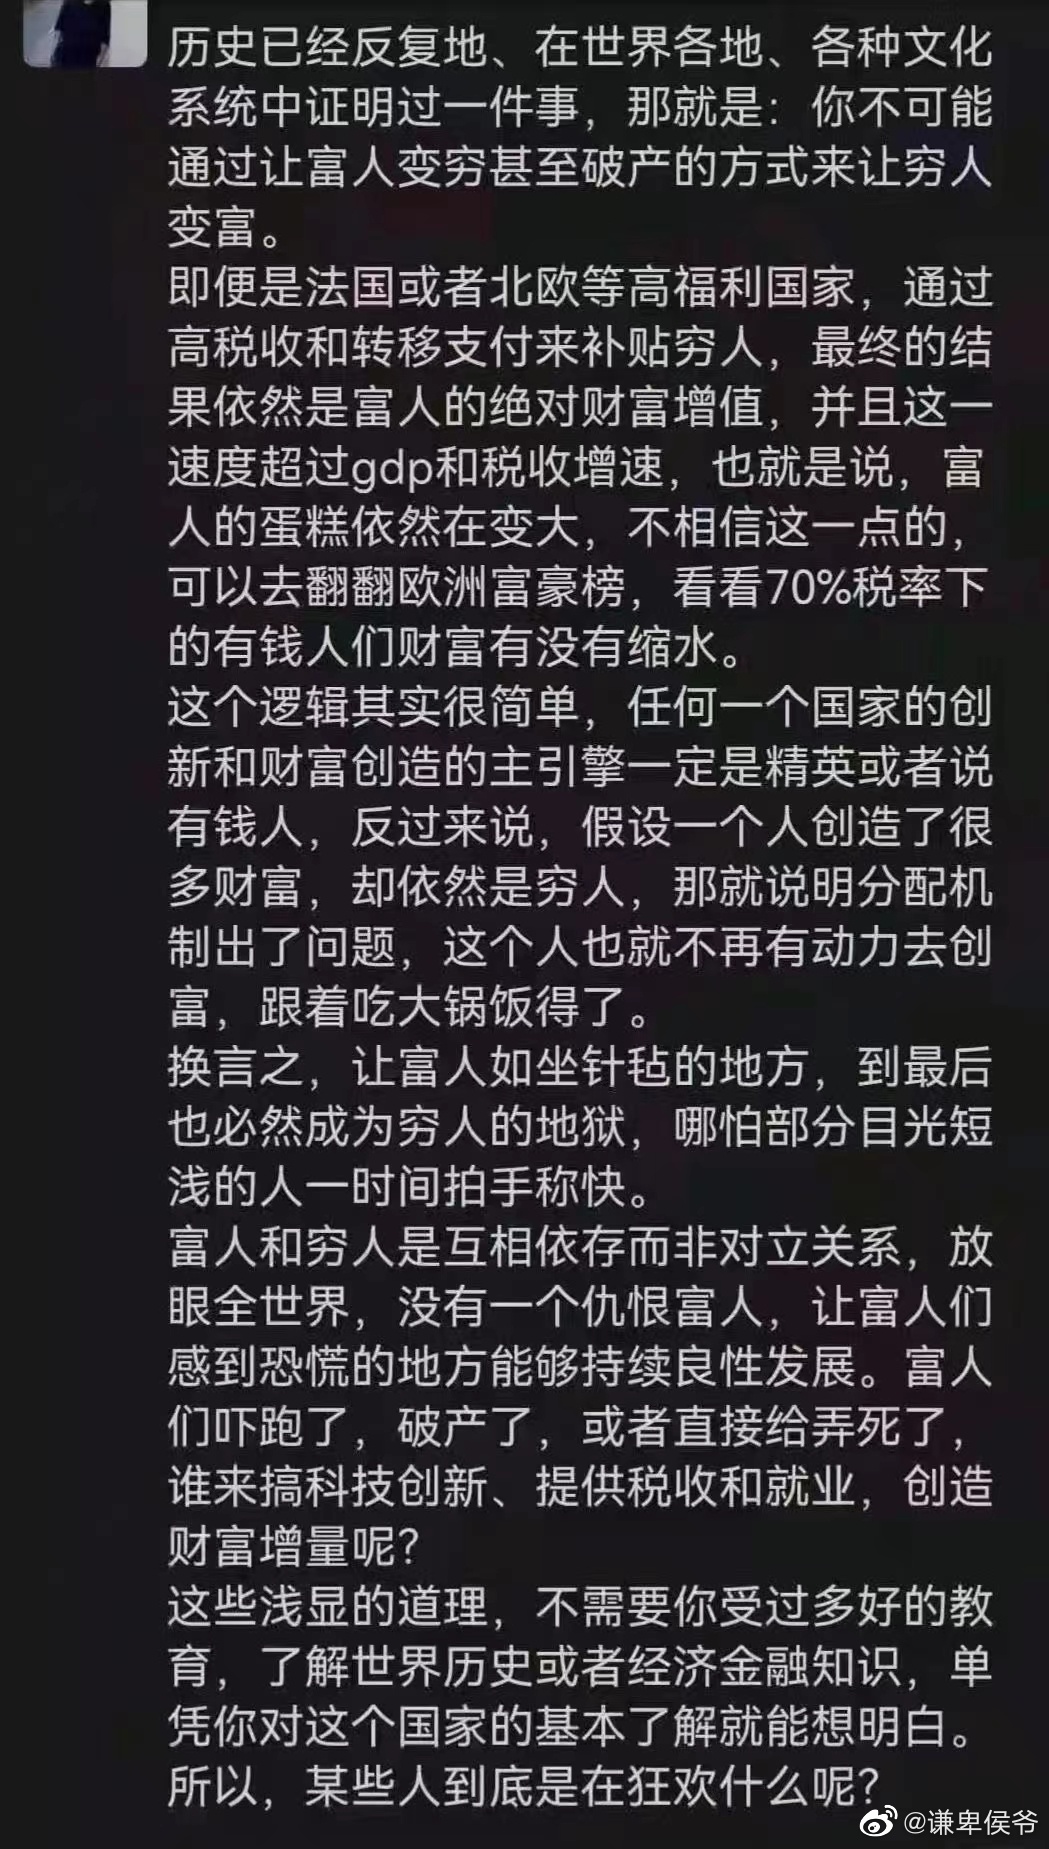 历史已经反复地、在世界各地、各种文化
系统中证明过一件事，那就是：你不可能
通过让富人变穷甚至破产的方式来让穷人
变富。
即便是法国或者北欧等高福利国家，通过
高税收和转移支付来补贴穷人，最终的结
果依然是富人的绝对财富增值，并且这一
速度超过gdp和税收增速，也就是说，富
人的蛋糕依然在变大，不相信这一点的，
可以去翻翻欧洲富豪榜，看看70%税率下
的有钱人们财富有没有缩水。
这个逻辑其实很简单，任何一个国家的创
新和财富创造的主引擎一定是精英或者说
有钱人，反过来说，假设一个人创造了很
多财富，却依然是穷人，那就说明分配机
制出了问题，这个人也就不再有动力去创
富，跟着吃大锅饭得了。
换言之，让富人如坐针毡的地方，到最后
也必然成为穷人的地狱，哪怕部分目光短
浅的人一时间拍手称快。
富人和穷人是互相依存而非对立关系，放
眼全世界，没有一个仇恨富人，让富人们
感到恐慌的地方能够持续良性发展。富人
们吓跑了，破产了，或者直接给弄死了，
谁来搞科技创新、提供税收和就业，创造
财富增量呢？
这些浅显的道理，不需要你受过多好的教
育，了解世界历史或者经济金融知识，单
凭你对这个国家的基本了解就能想明白。
所以，某些人到底是在狂欢什么呢？
@谦卑侯爷